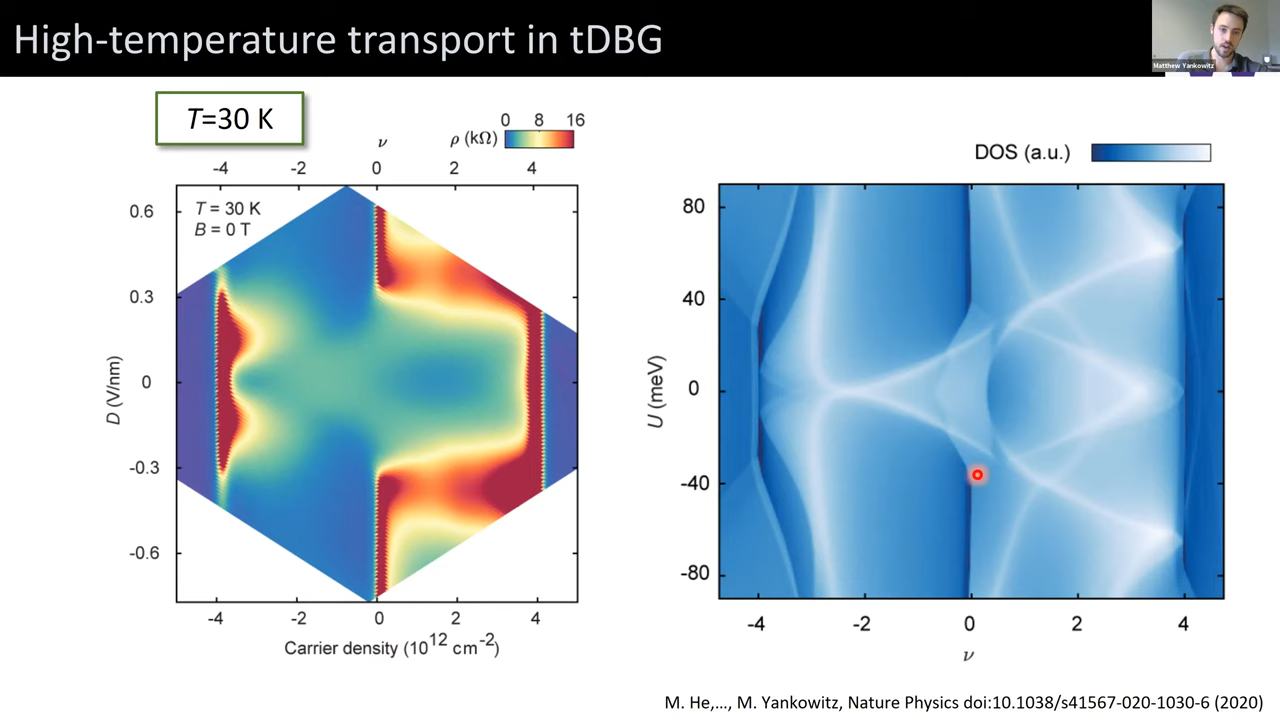 High-temperature transport in tDBG
Matthew Yankowitz
T=30 K
0 8 16
ν ρ (kΩ)
-4 -2 0 2 4
T = 30 K
B = 0 T
0.6
0.3
0
-0.3
-0.6
D (V/nm)
-4 -2 0 2 4
Carrier density (10¹² cm⁻²)
DOS (a.u.)
80
40
0
-40
-80
U (meV)
-4 -2 0 2 4
ν
M. He,…, M. Yankowitz, Nature Physics doi:10.1038/s41567-020-1030-6 (2020)